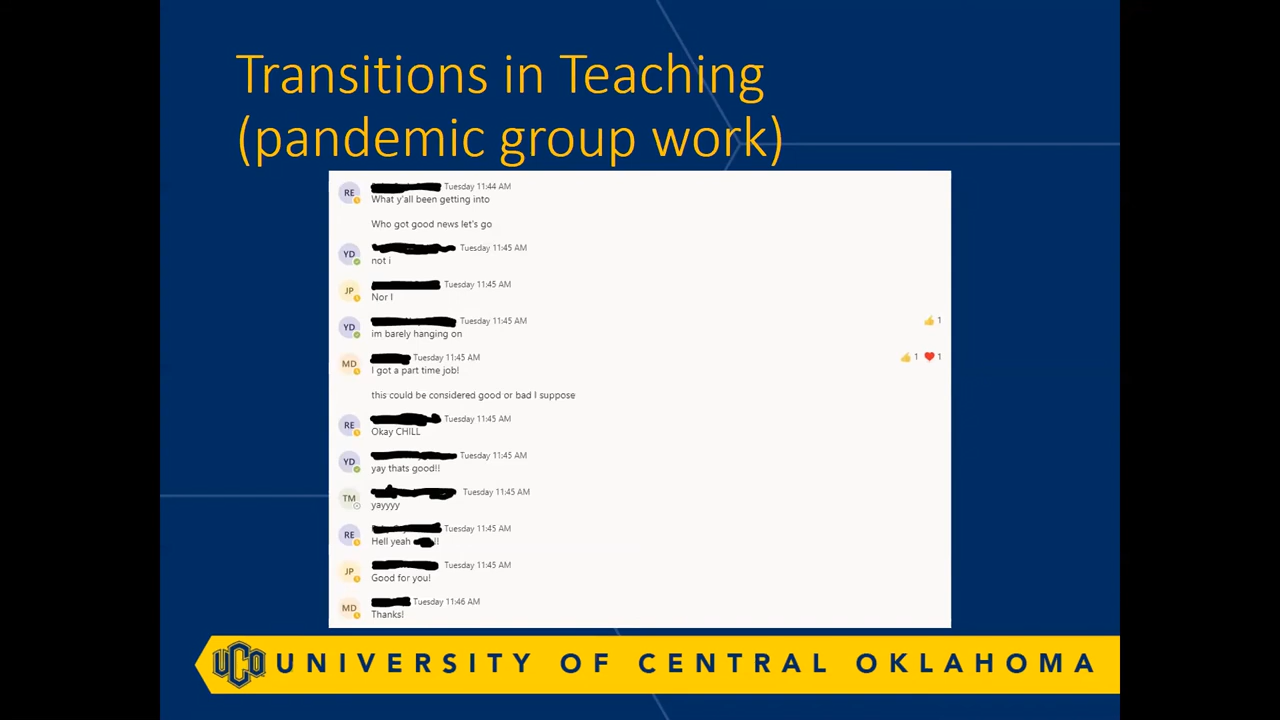 Transitions in Teaching
(pandemic group work)
RE Tuesday 11:44 AM
What y'all been getting into
Who got good news let's go
YD Tuesday 11:45 AM
not i
JP Tuesday 11:45 AM
Nor I
YD Tuesday 11:45 AM 👍 1
im barely hanging on
MD Tuesday 11:45 AM 👍 1 ❤️ 1
I got a part time job!
this could be considered good or bad I suppose
RE Tuesday 11:45 AM
Okay CHILL
YD Tuesday 11:45 AM
yay thats good!!
TM Tuesday 11:45 AM
yayyyy
RE Tuesday 11:45 AM
Hell yeah !!
JP Tuesday 11:45 AM
Good for you!
MD Tuesday 11:46 AM
Thanks!
UCO UNIVERSITY OF CENTRAL OKLAHOMA